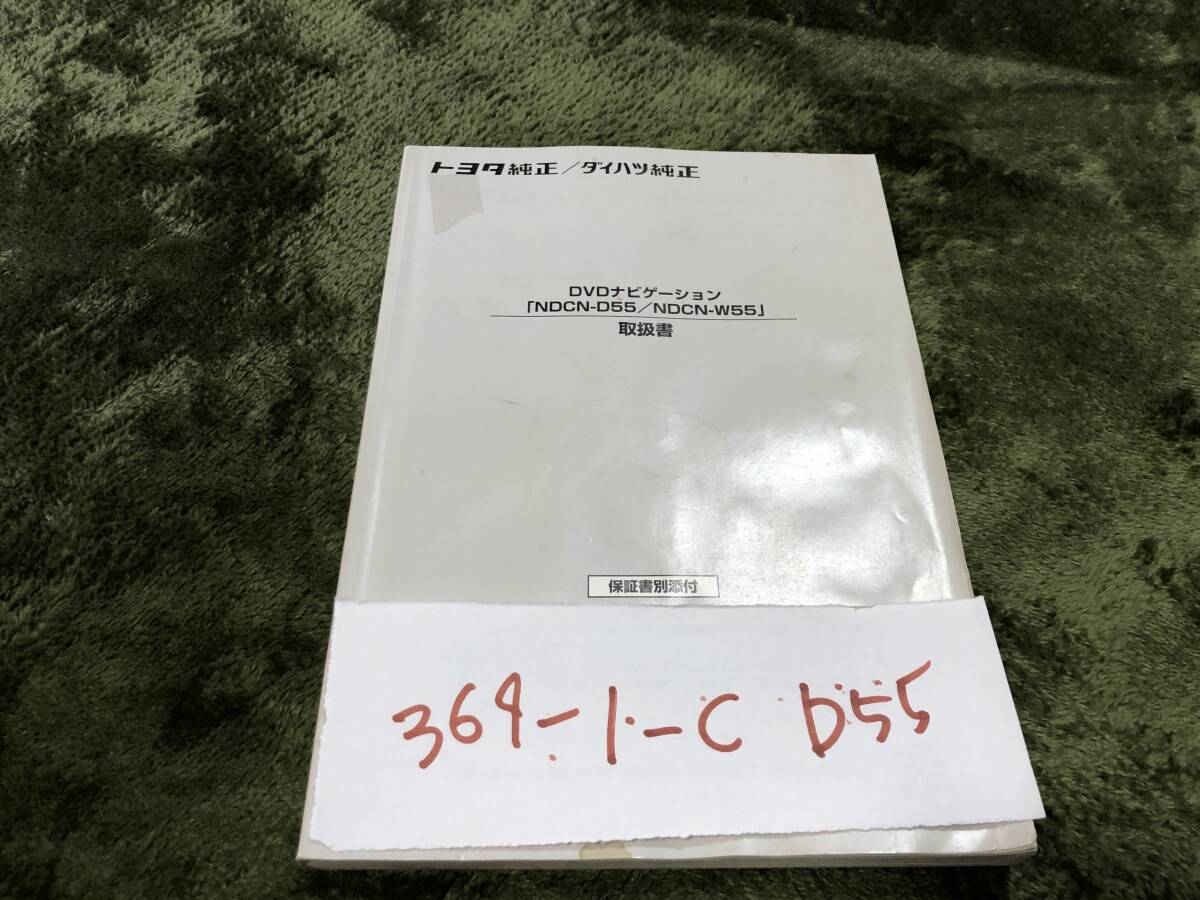 トヨタ純正／ダイハツ純正
DVDナビゲーション
「NDCN-D55／NDCN-W55」
取扱書
保証書別添付
369-1-C D55